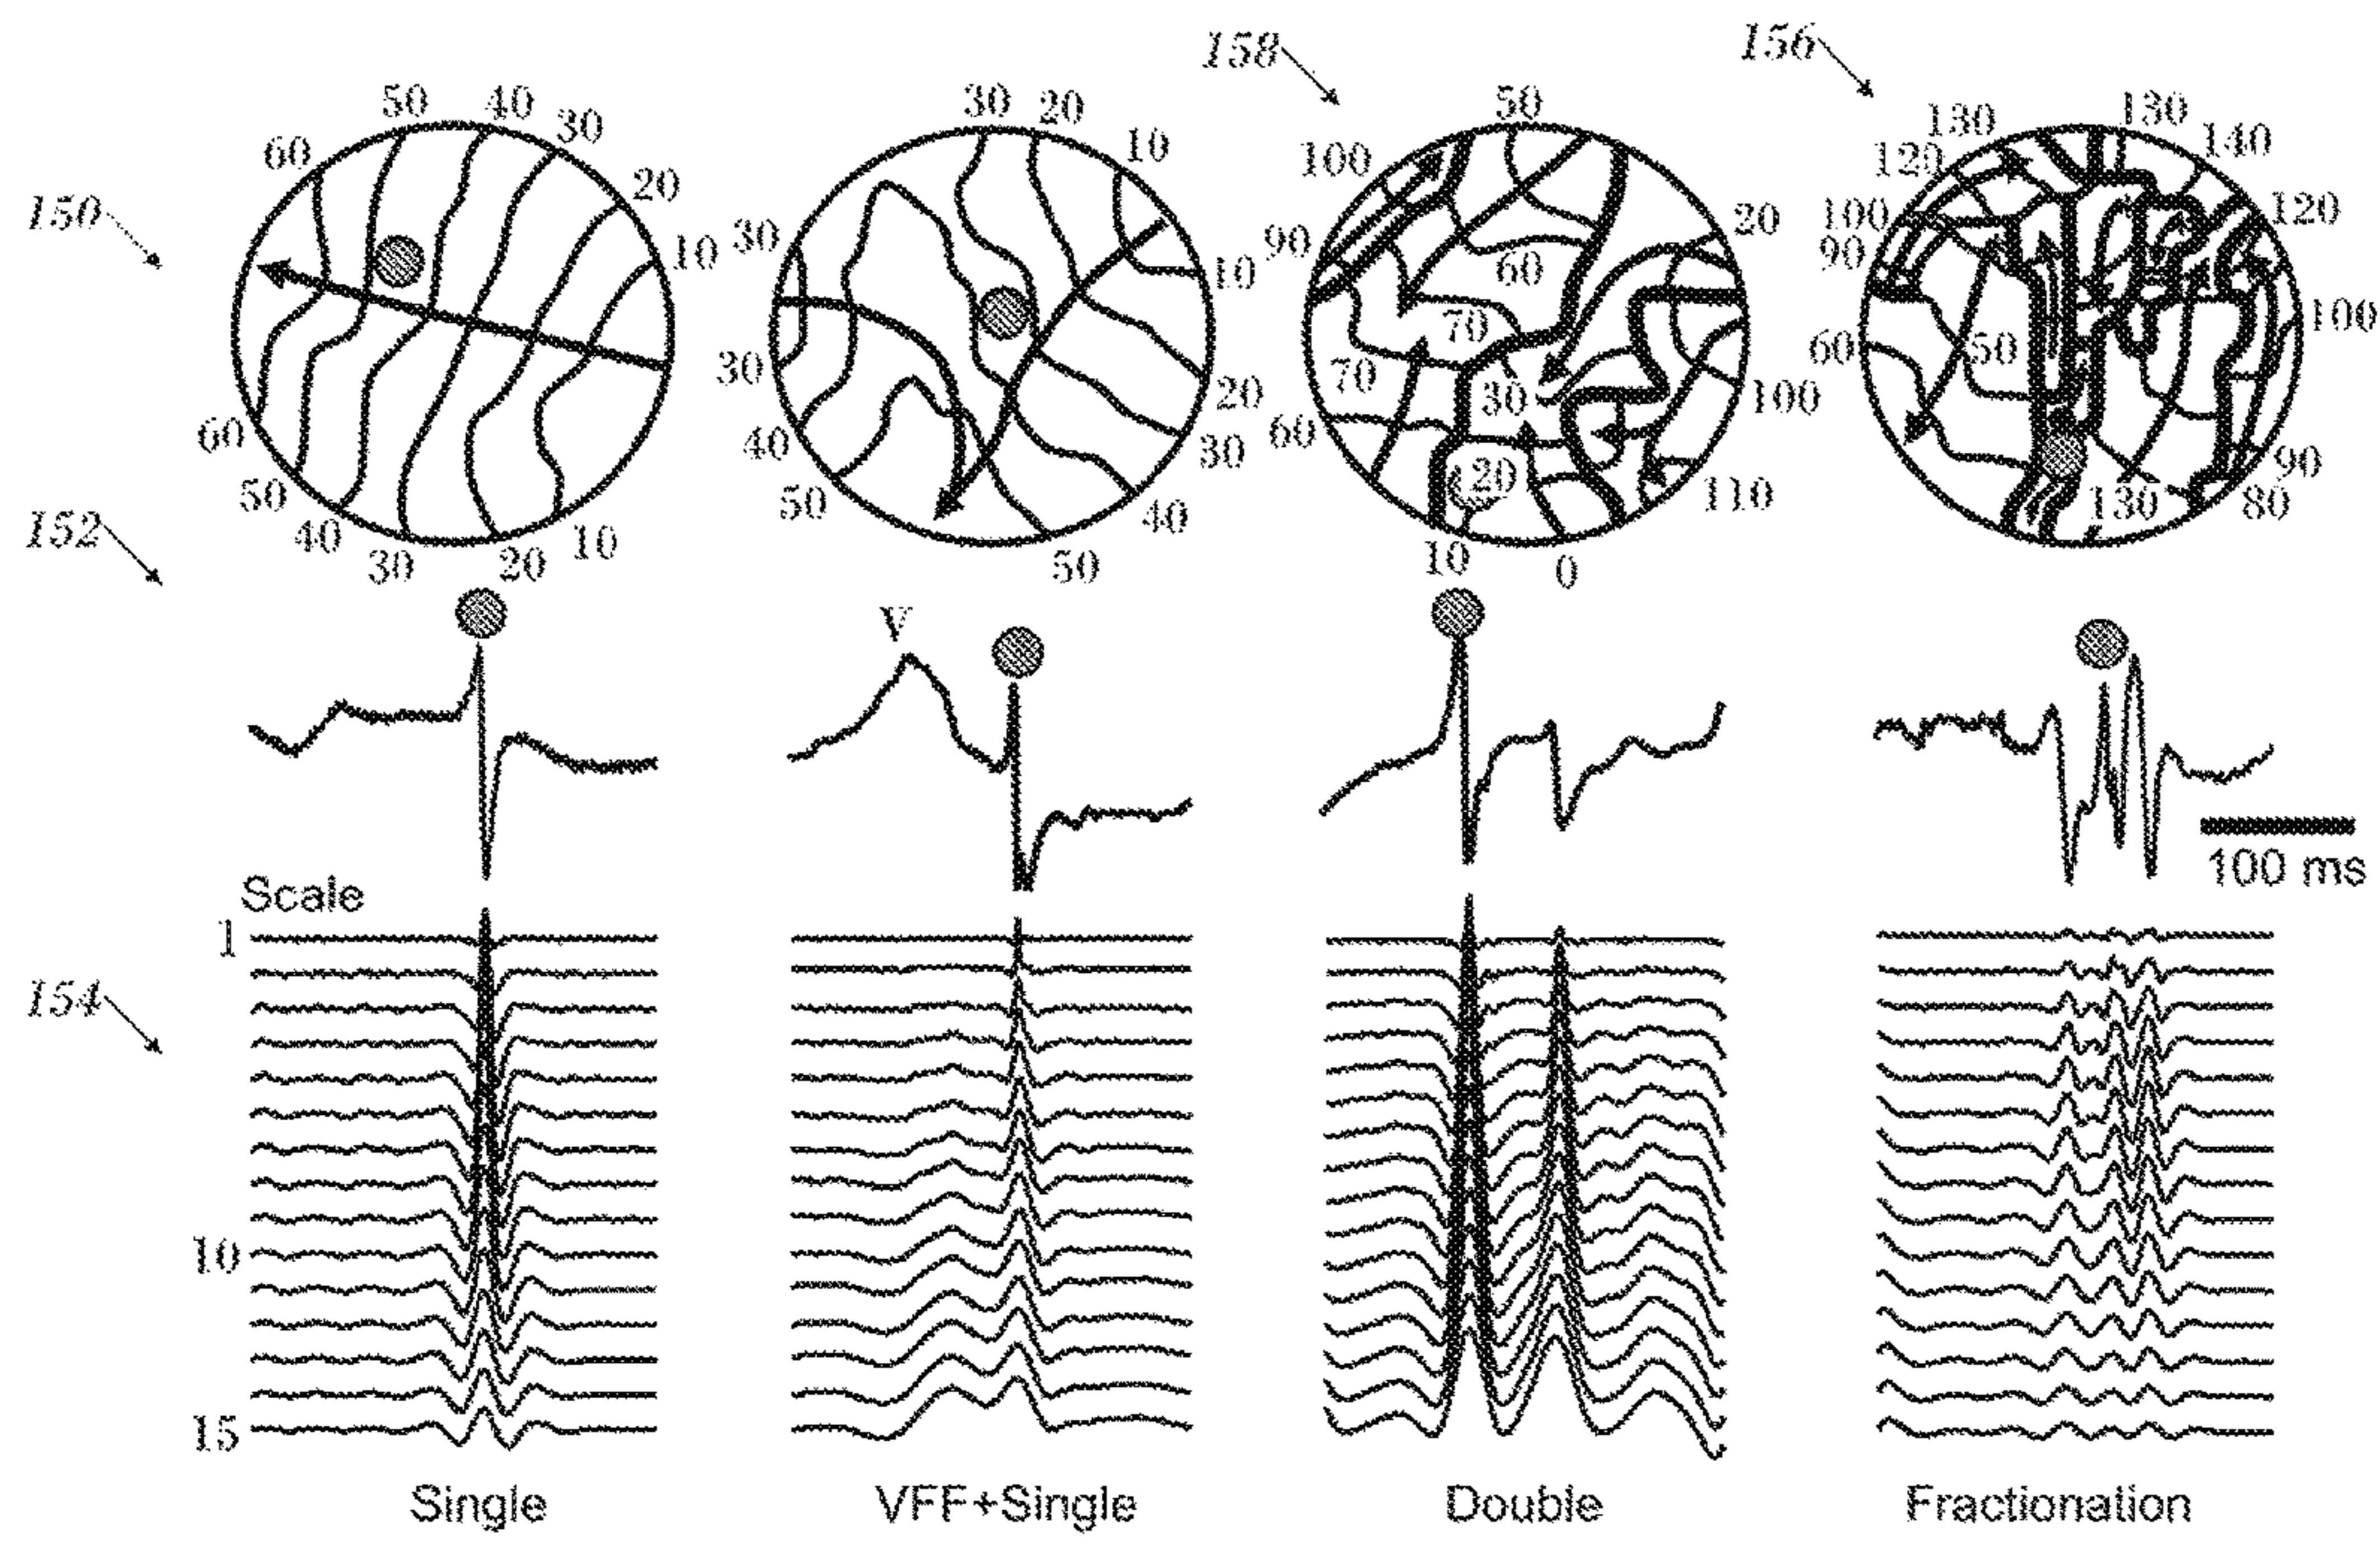 158 156
50 40 30 60 20 10 150
60 50 40 30 20 10
30 20 10 30 10 30 20 30 40 40 50 50
50 100 20 90 60 70 70 30 100 60 20 110 10 0
130 130 140 120 120 100 90 100 60 50 90 80 130
152
V
100 ms
Scale
1
154
10
15
Single VFF+Single Double Fractionation